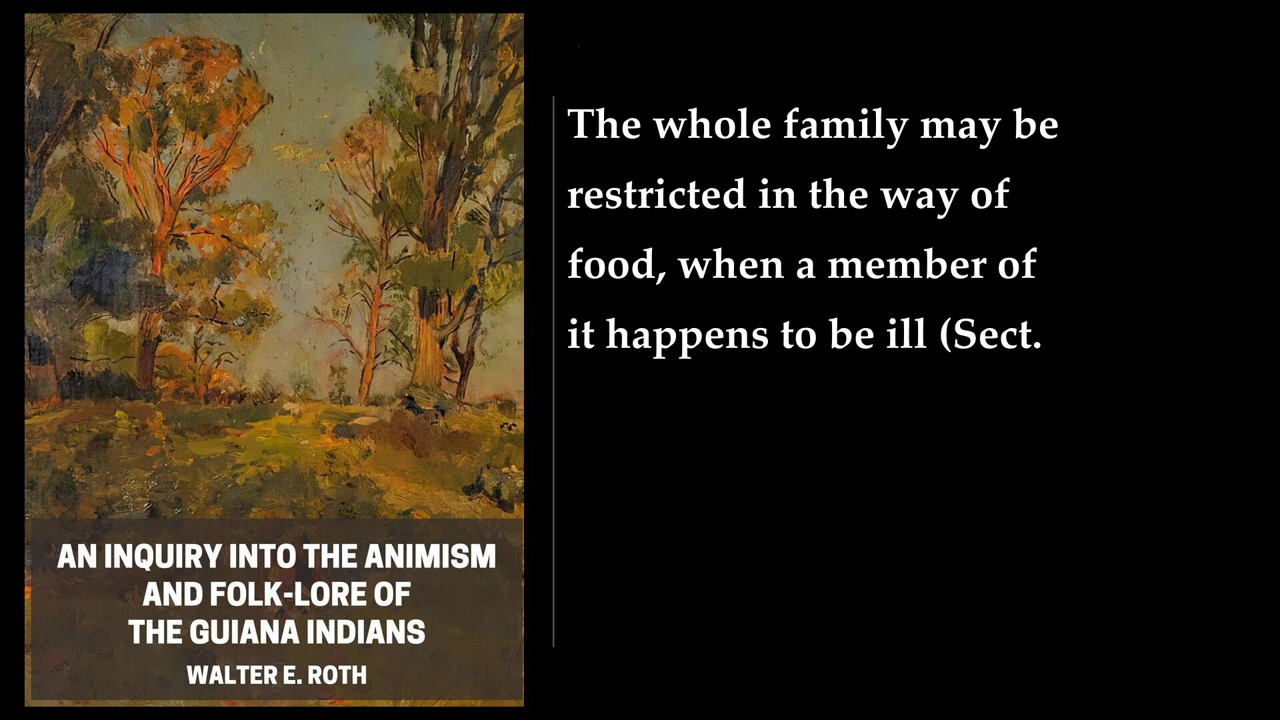 The whole family may be
restricted in the way of
food, when a member of
it happens to be ill (Sect.
AN INQUIRY INTO THE ANIMISM
AND FOLK-LORE OF
THE GUIANA INDIANS
WALTER E. ROTH